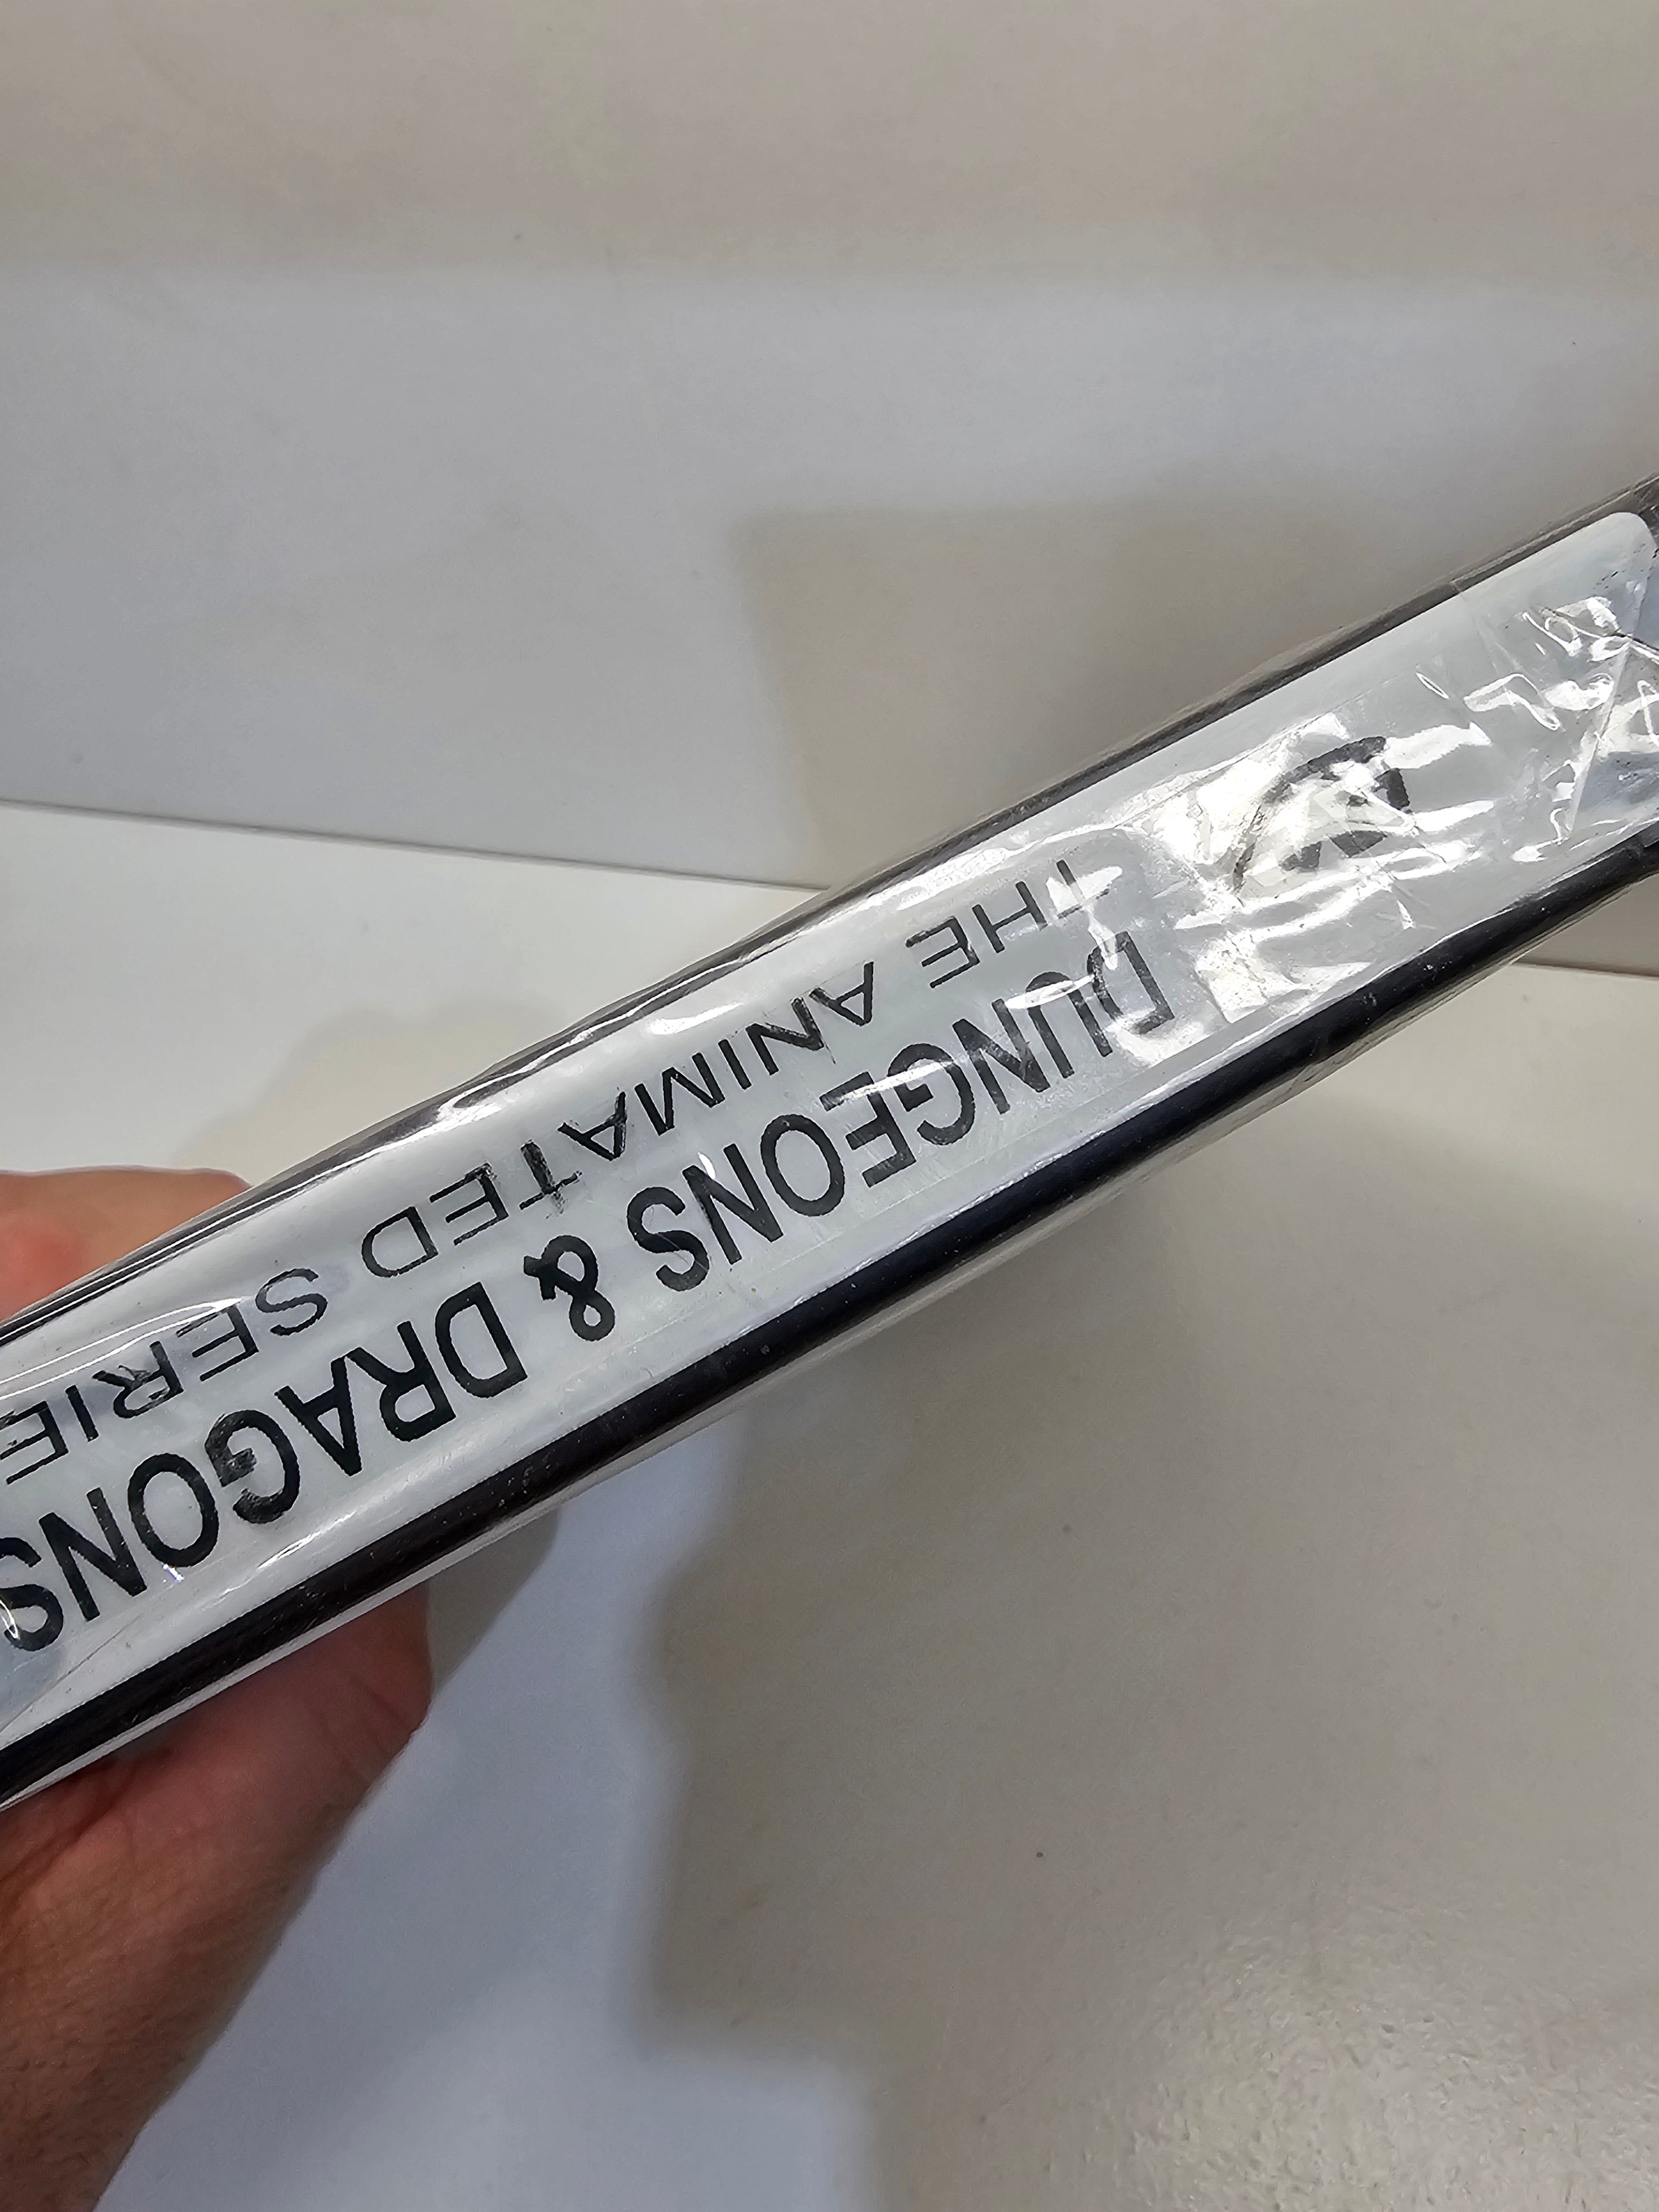 DUNGEONS & DRAGONS
THE ANIMATED SERIE